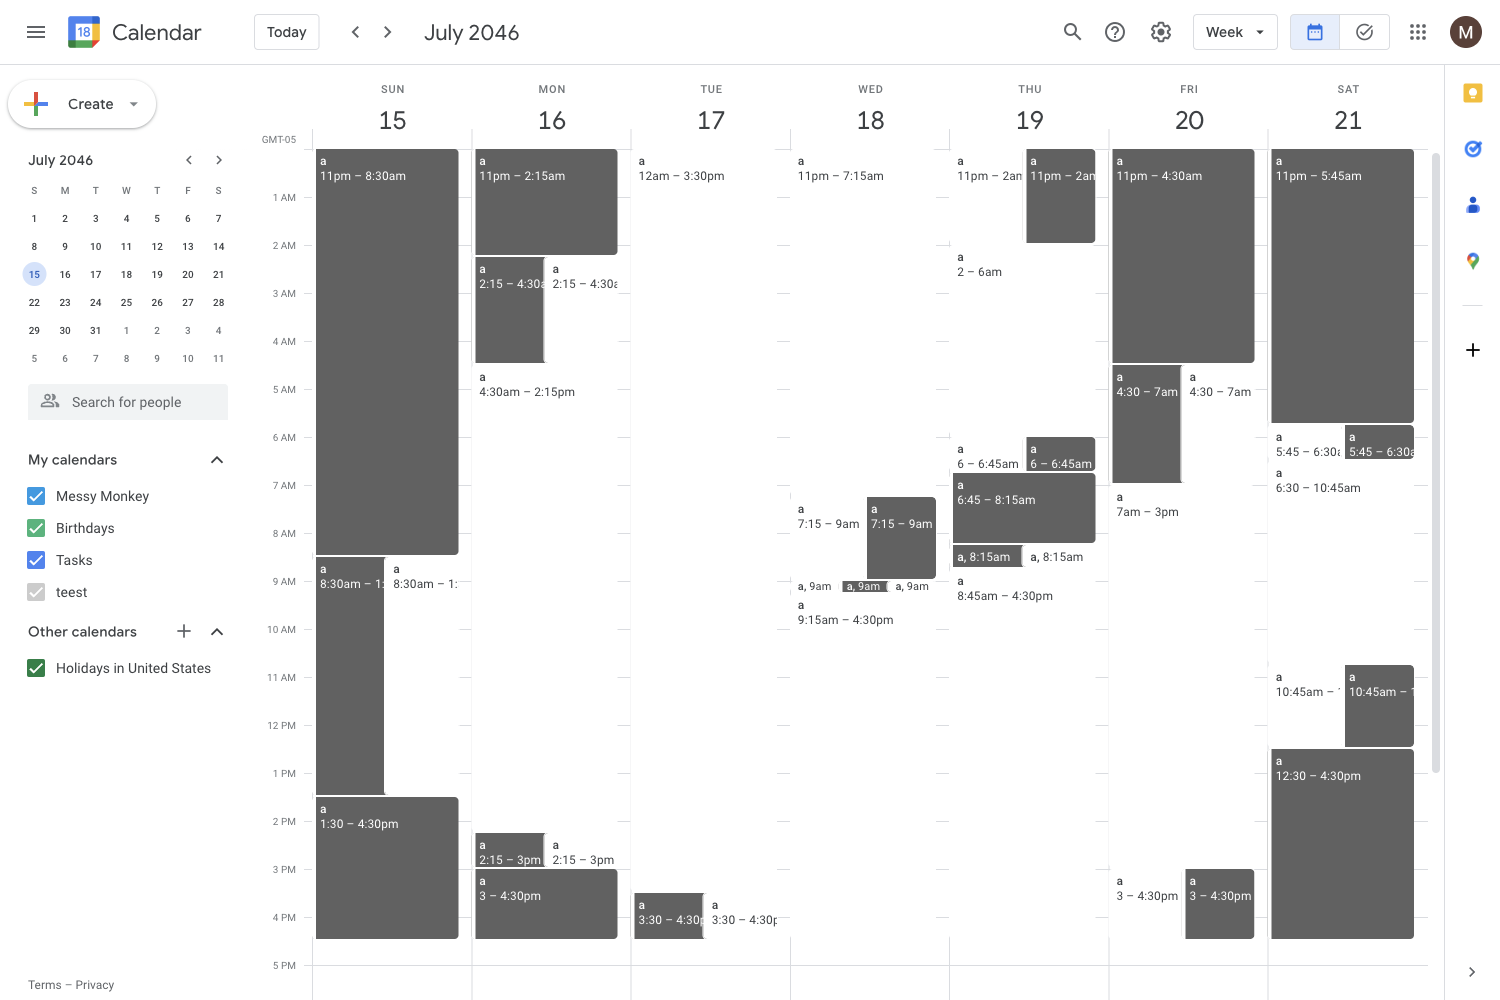 18
Calendar
Today
July 2046
Week
M
Create
July 2046
S M T W T F S
1 2 3 4 5 6 7
8 9 10 11 12 13 14
15 16 17 18 19 20 21
22 23 24 25 26 27 28
29 30 31 1 2 3 4
5 6 7 8 9 10 11
Search for people
My calendars
Messy Monkey
Birthdays
Tasks
teest
Other calendars
Holidays in United States
Terms – Privacy
GMT-05
1 AM
2 AM
3 AM
4 AM
5 AM
6 AM
7 AM
8 AM
9 AM
10 AM
11 AM
12 PM
1 PM
2 PM
3 PM
4 PM
5 PM
SUN
15
a
11pm – 8:30am
a
8:30am – 1:
a
8:30am – 1:
a
1:30 – 4:30pm
MON
16
a
11pm – 2:15am
a
2:15 – 4:30a
a
2:15 – 4:30a
a
4:30am – 2:15pm
a
2:15 – 3pm
a
2:15 – 3pm
a
3 – 4:30pm
TUE
17
a
12am – 3:30pm
a
3:30 – 4:30p
a
3:30 – 4:30p
WED
18
a
11pm – 7:15am
a
7:15 – 9am
a
7:15 – 9am
a, 9am
a, 9am
a, 9am
a
9:15am – 4:30pm
THU
19
a
11pm – 2am
a
11pm – 2am
a
2 – 6am
a
6 – 6:45am
a
6 – 6:45am
a
6:45 – 8:15am
a, 8:15am
a, 8:15am
a
8:45am – 4:30pm
FRI
20
a
11pm – 4:30am
a
4:30 – 7am
a
4:30 – 7am
a
7am – 3pm
a
3 – 4:30pm
a
3 – 4:30pm
SAT
21
a
11pm – 5:45am
a
5:45 – 6:30a
a
5:45 – 6:30a
a
6:30 – 10:45am
a
10:45am – 1
a
10:45am – 1
a
12:30 – 4:30pm